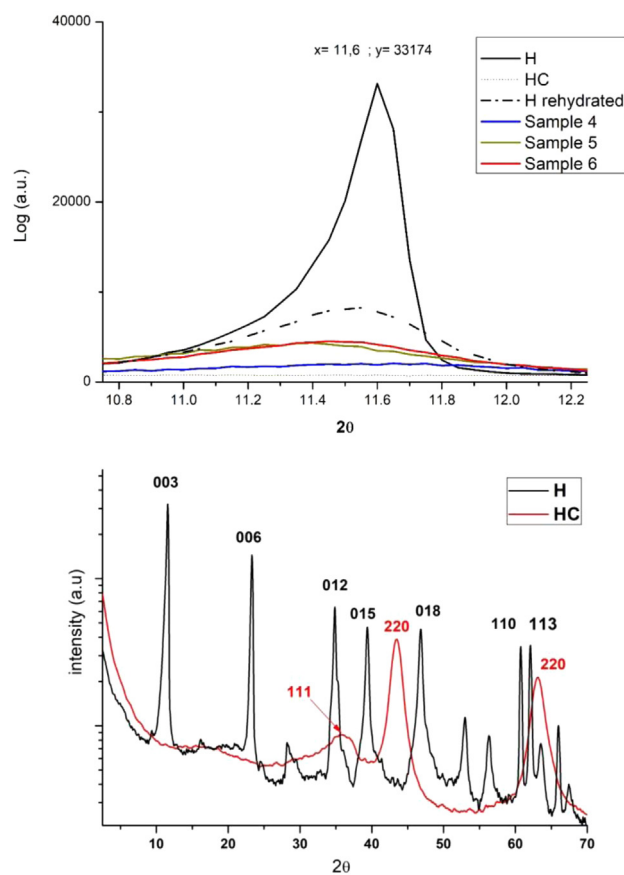 40000
x= 11,6 ; y= 33174
H
HC
H rehydrated
Sample 4
Sample 5
Sample 6
Log (a.u.)
20000
0
10.8 11.0 11.2 11.4 11.6 11.8 12.0 12.2
2θ
H
HC
003
006
012
015
220
018
110 113
220
111
intensity (a.u)
10 20 30 40 50 60 70
2θ